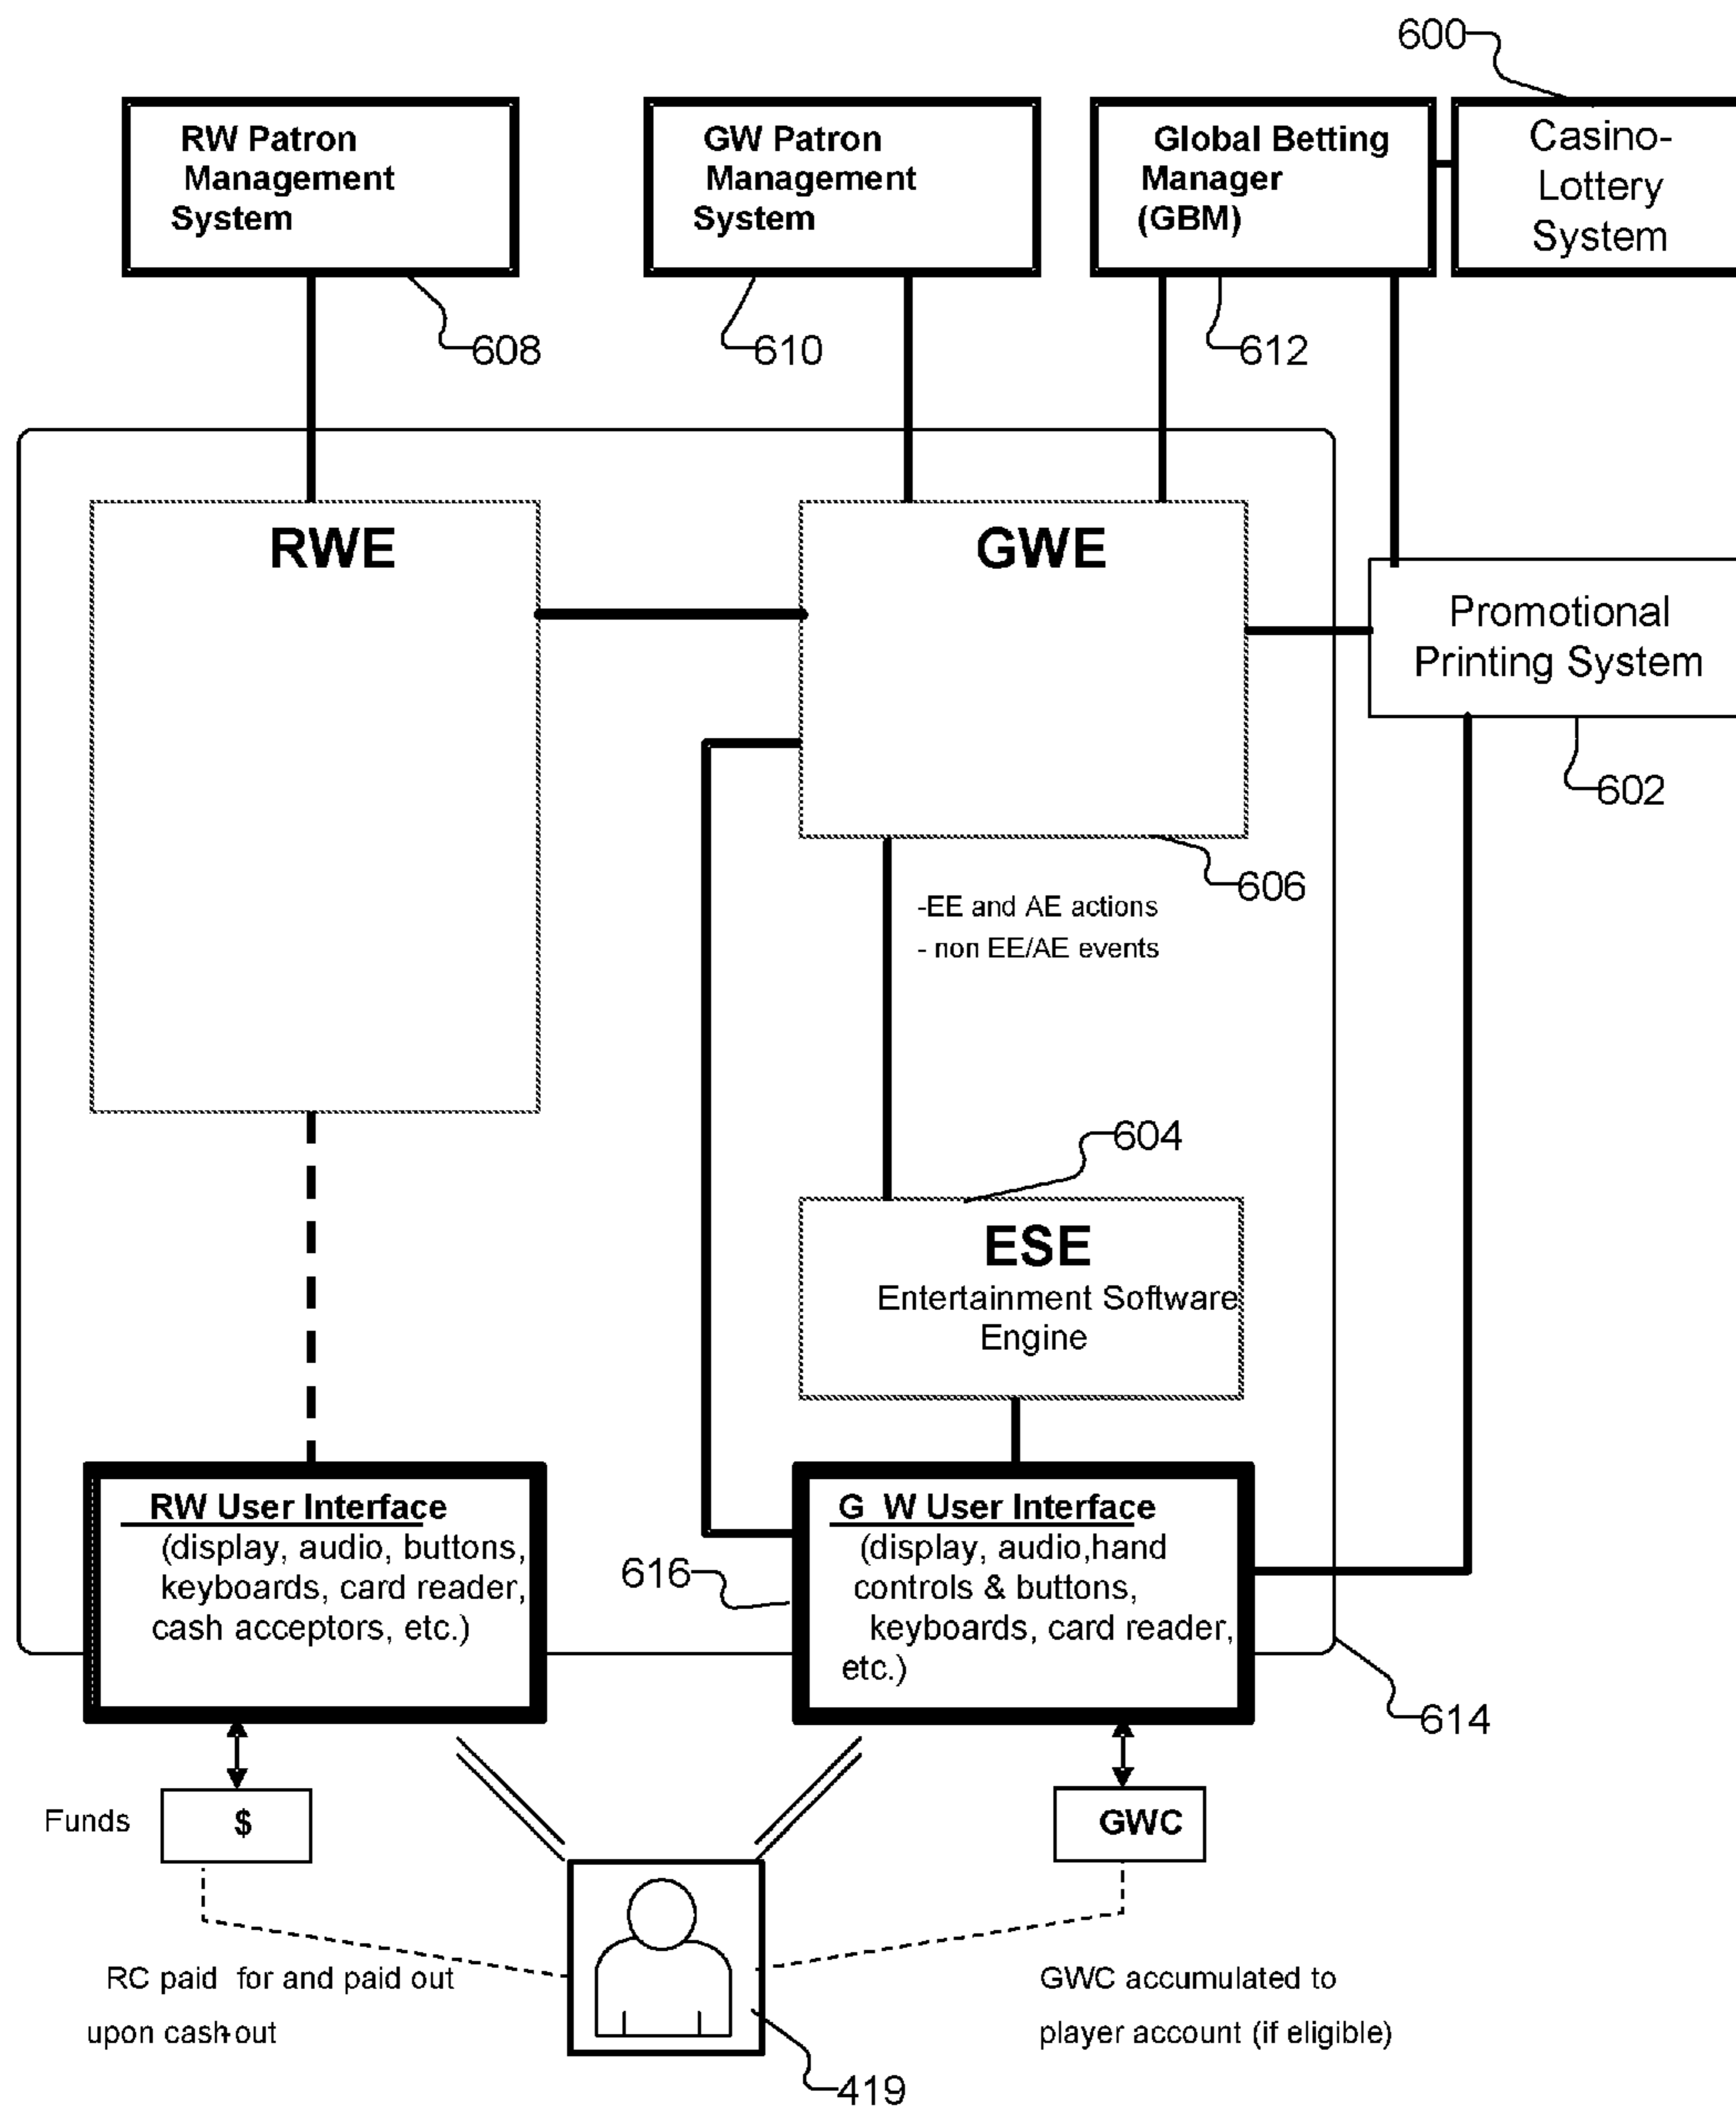 600
RW Patron
Management
System
GW Patron
Management
System
Global Betting
Manager
(GBM)
Casino-
Lottery
System
608
610
612
RWE
GWE
Promotional
Printing System
602
606
-EE and AE actions
- non EE/AE events
604
ESE
Entertainment Software
Engine
RW User Interface
(display, audio, buttons,
keyboards, card reader,
cash acceptors, etc.)
616
G W User Interface
(display, audio,hand
controls & buttons,
keyboards, card reader,
etc.)
614
Funds
$
GWC
RC paid for and paid out
upon cash-out
GWC accumulated to
player account (if eligible)
419